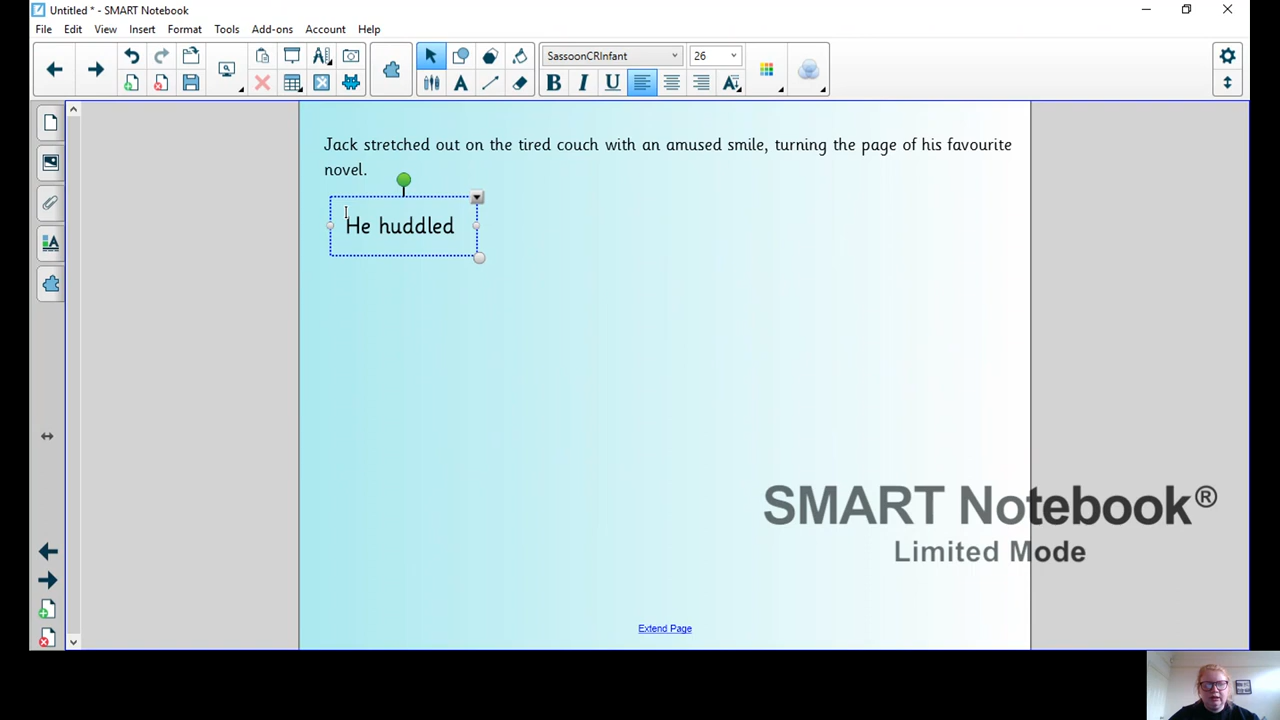 Untitled * - SMART Notebook
File Edit View Insert Format Tools Add-ons Account Help
SassoonCRInfant 26
B I U
Jack stretched out on the tired couch with an amused smile, turning the page of his favourite
novel.
He huddled
SMART Notebook®
Limited Mode
Extend Page